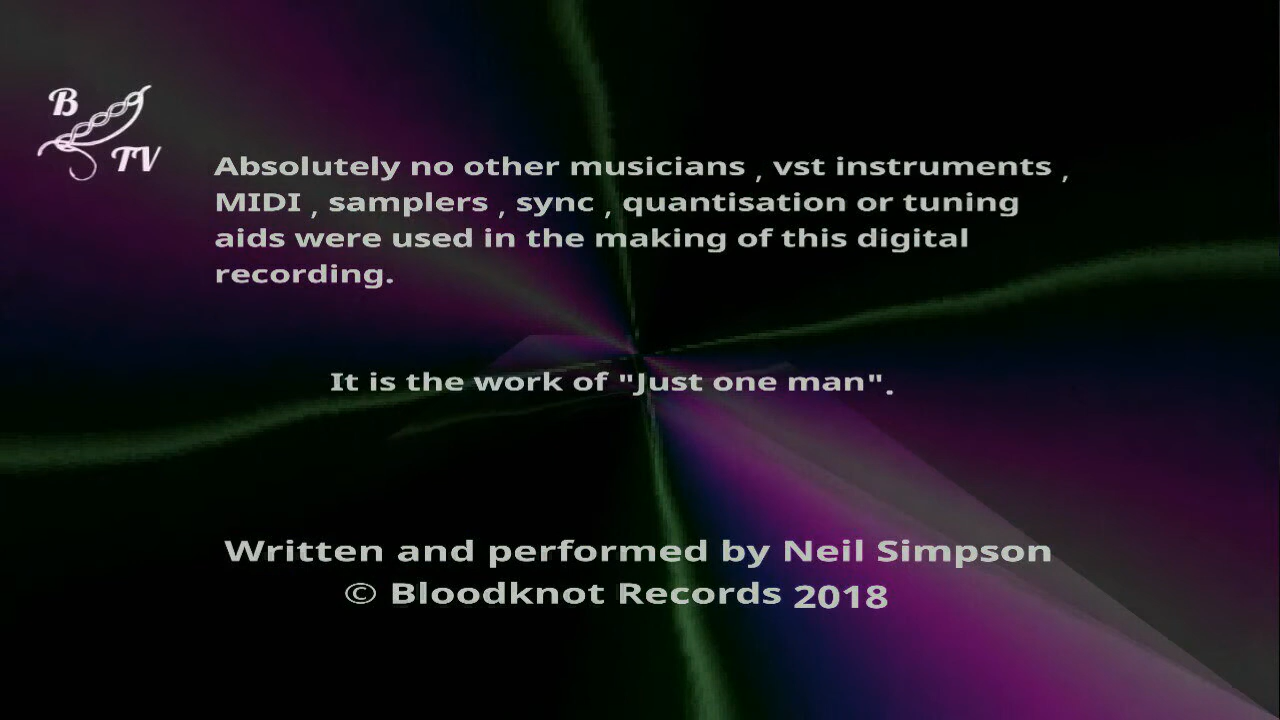 B
TV
Absolutely no other musicians , vst instruments ,
MIDI , samplers , sync , quantisation or tuning
aids were used in the making of this digital
recording.
It is the work of "Just one man".
Written and performed by Neil Simpson
© Bloodknot Records 2018